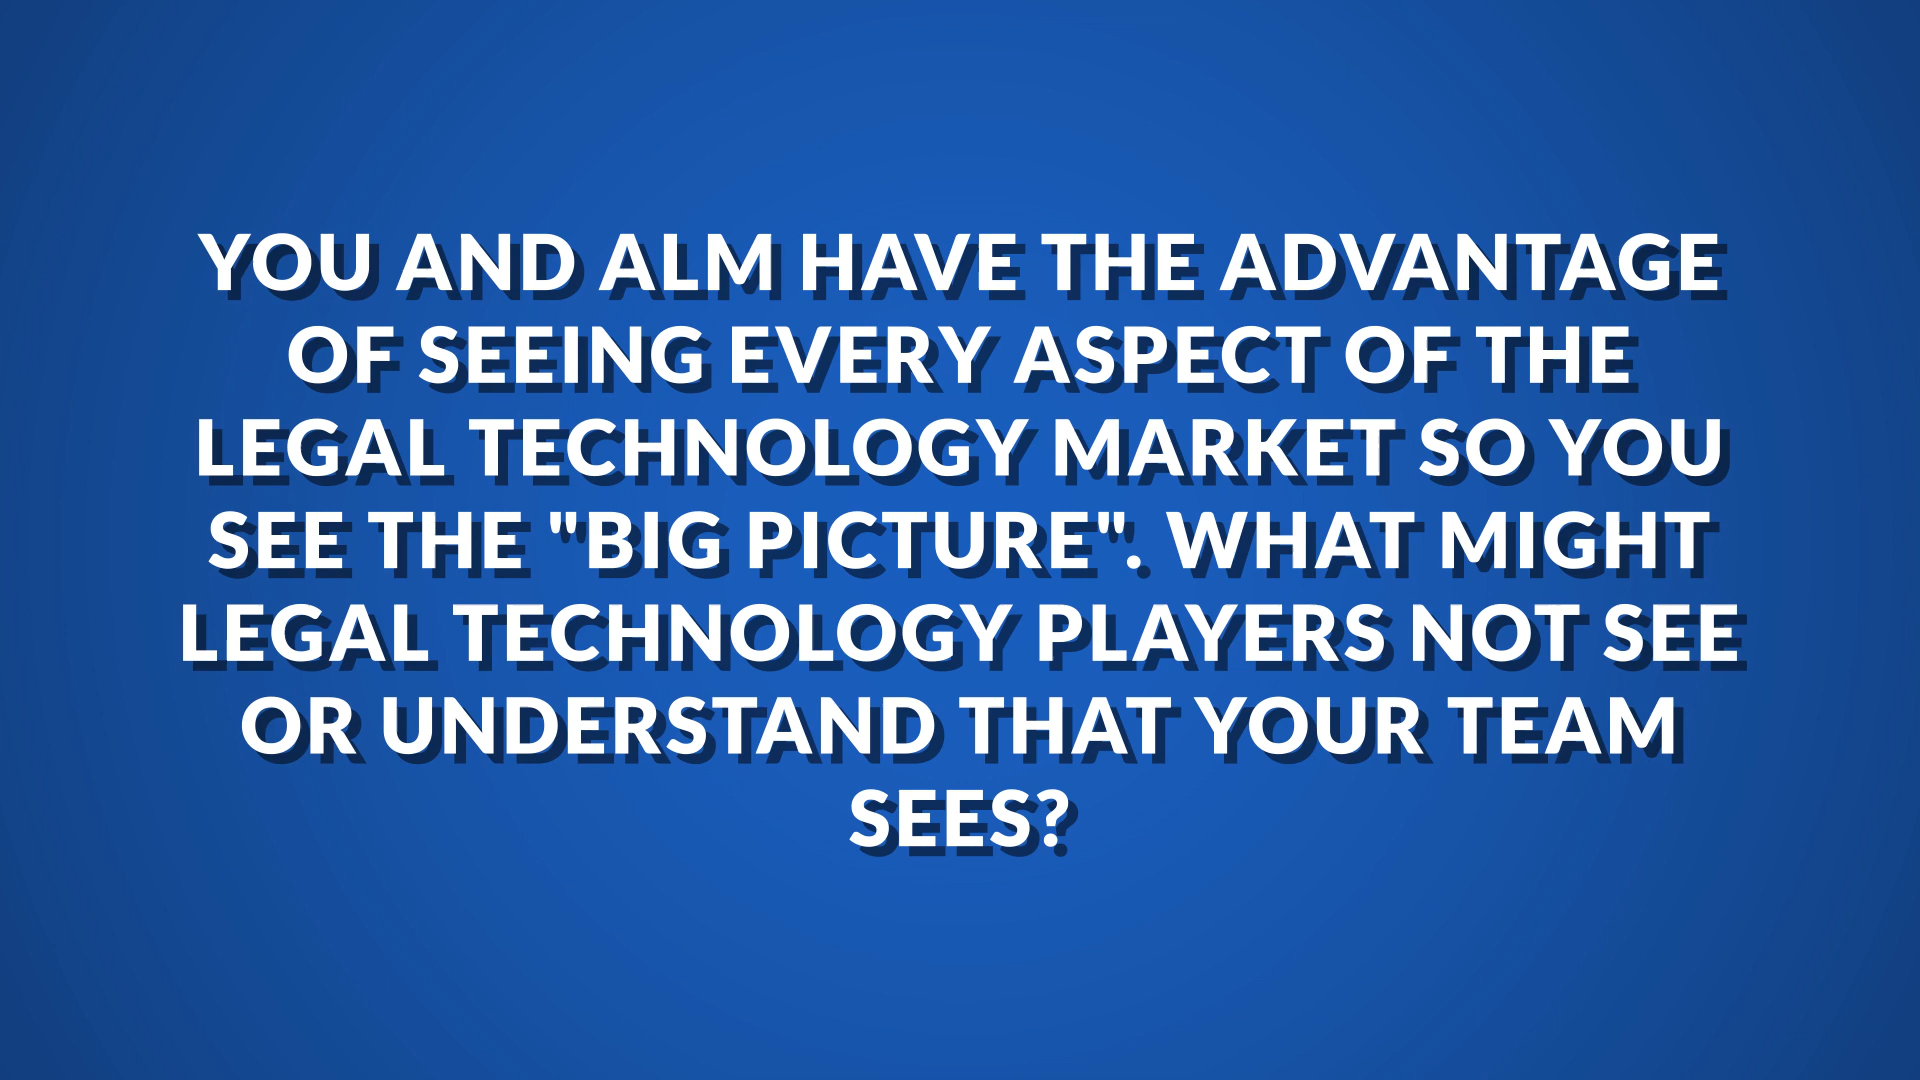 YOU AND ALM HAVE THE ADVANTAGE
OF SEEING EVERY ASPECT OF THE
LEGAL TECHNOLOGY MARKET SO YOU
SEE THE "BIG PICTURE". WHAT MIGHT
LEGAL TECHNOLOGY PLAYERS NOT SEE
OR UNDERSTAND THAT YOUR TEAM
SEES?